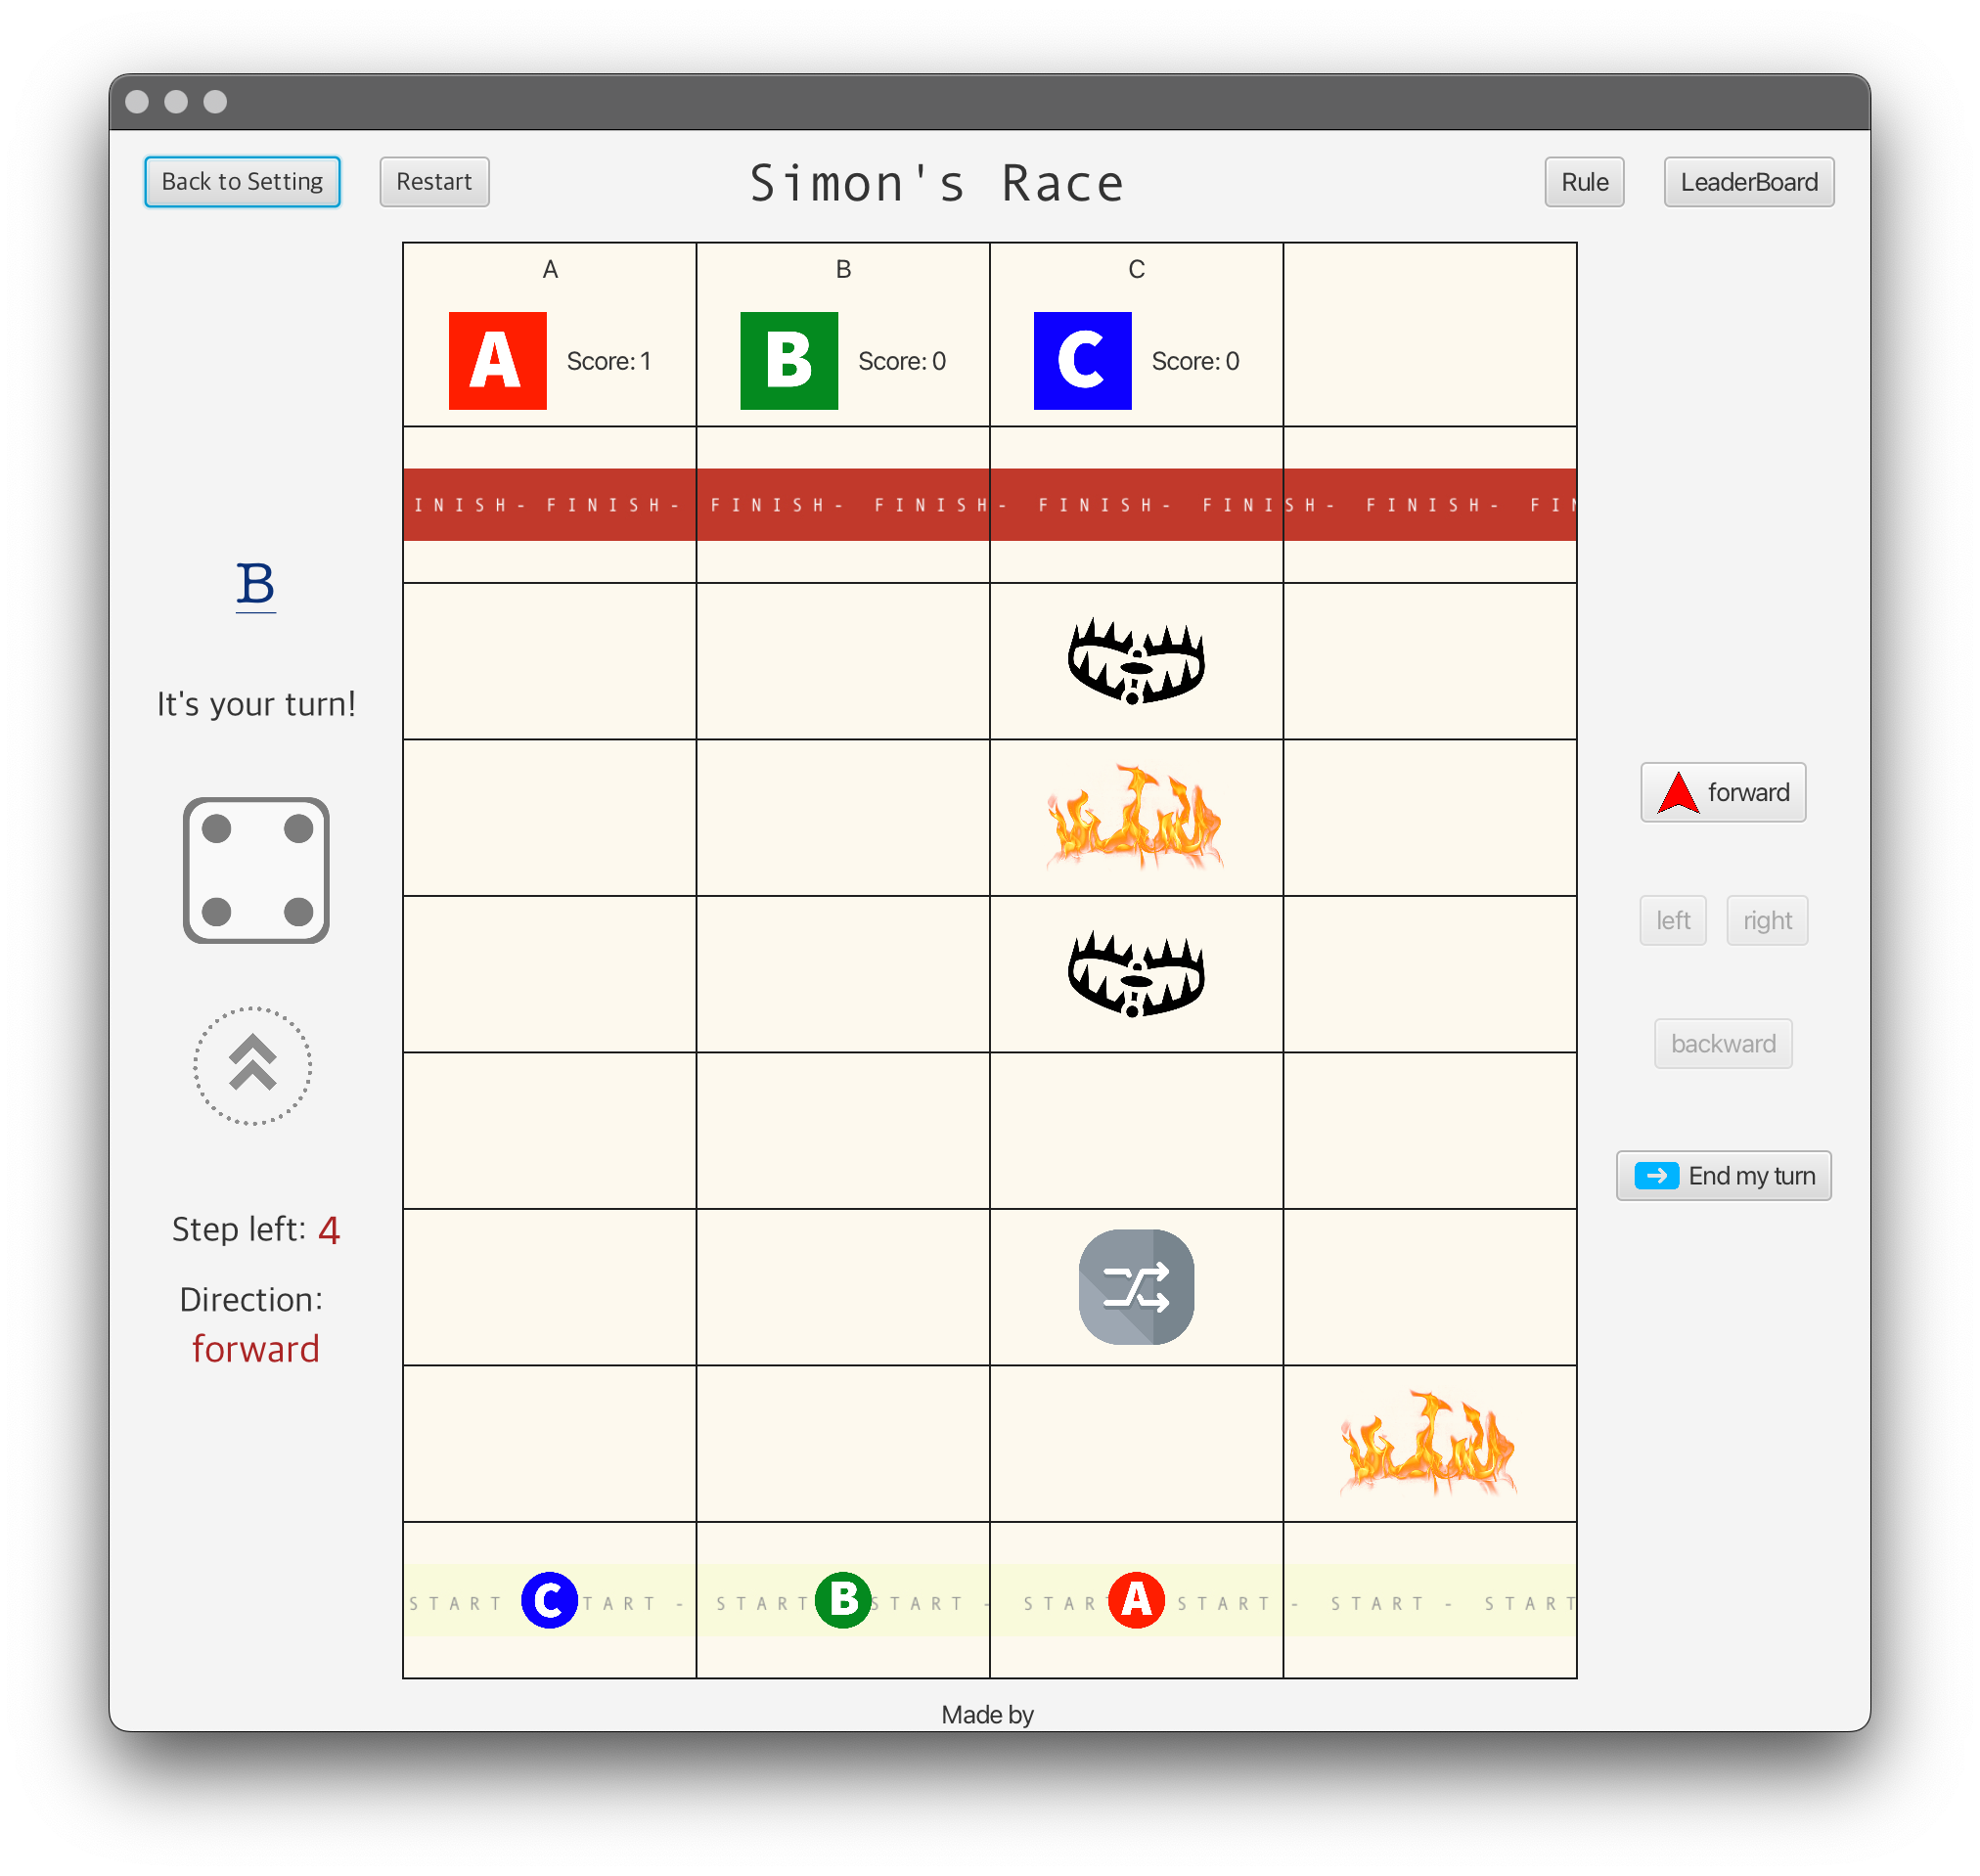 Back to Setting
Restart
Simon's Race
Rule
LeaderBoard
A
B
C
A
Score: 1
B
Score: 0
C
Score: 0
INISH- FINISH- FINISH- FINISH- FINISH- FINISH- FINISH- FIN
B
It's your turn!
forward
left
right
backward
End my turn
Step left: 4
Direction:
forward
START C TART - START B START - STAR A START - START - START
Made by